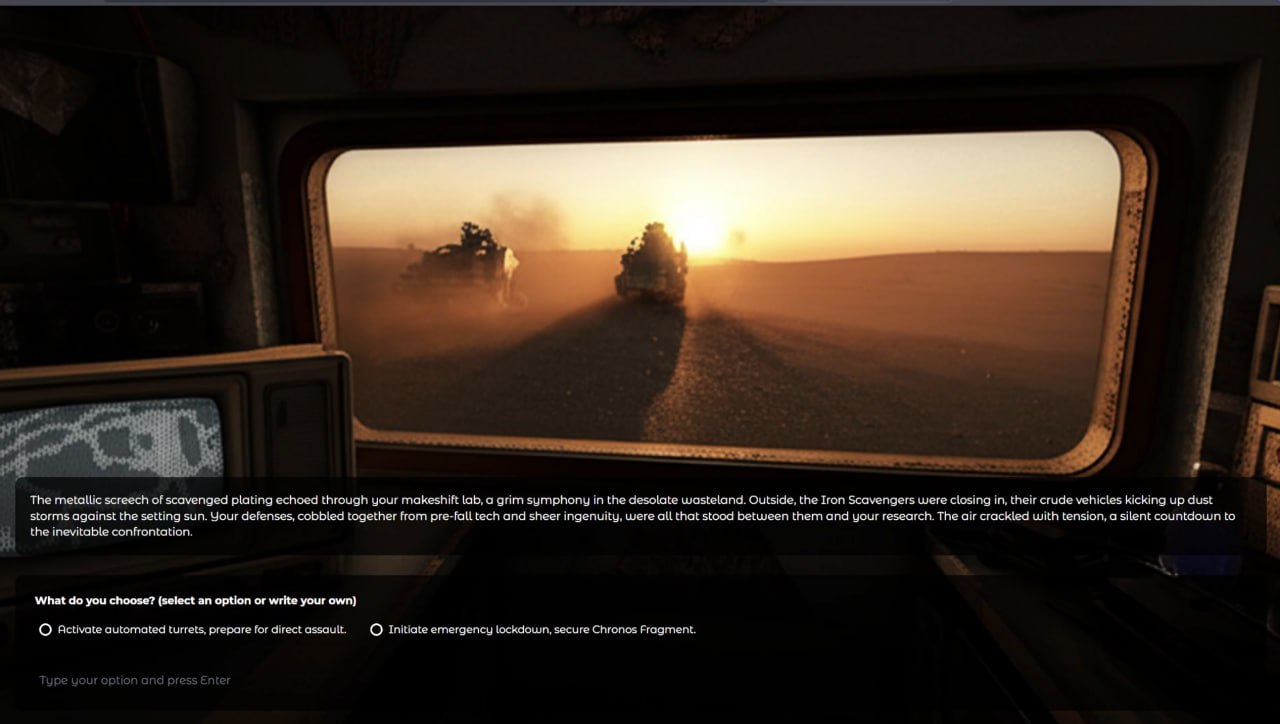 The metallic screech of scavenged plating echoed through your makeshift lab, a grim symphony in the desolate wasteland. Outside, the Iron Scavengers were closing in, their crude vehicles kicking up dust
storms against the setting sun. Your defenses, cobbled together from pre-fall tech and sheer ingenuity, were all that stood between them and your research. The air crackled with tension, a silent countdown to
the inevitable confrontation.
What do you choose? (select an option or write your own)
Activate automated turrets, prepare for direct assault. Initiate emergency lockdown, secure Chronos Fragment.
Type your option and press Enter